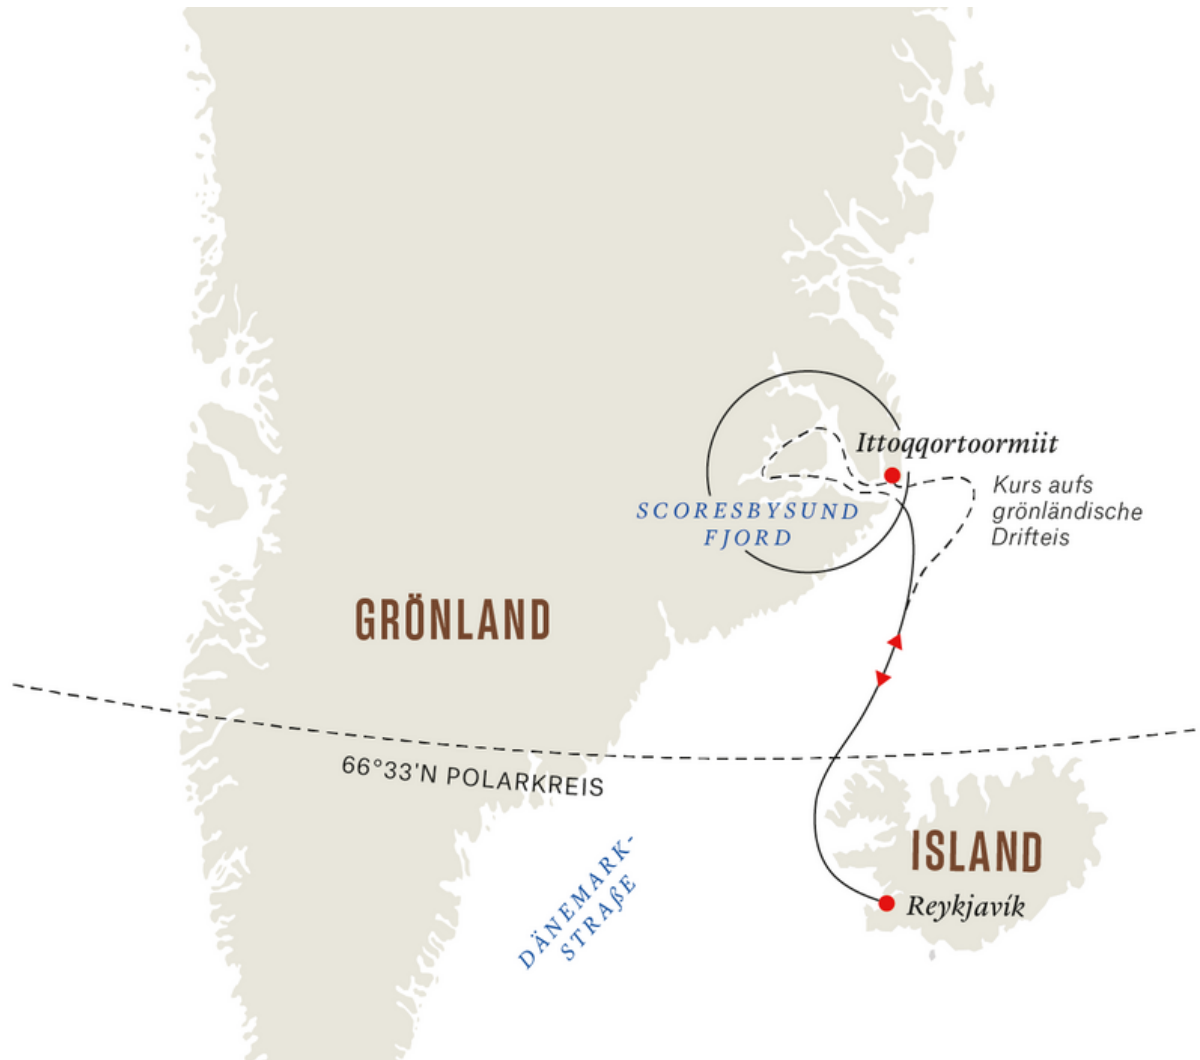 Ittoqqortoormiit
Kurs aufs
grönländische
Drifteis
SCORESBYSUND
FJORD
GRÖNLAND
66°33'N POLARKREIS
DÄNEMARK-
STRAßE
ISLAND
Reykjavík